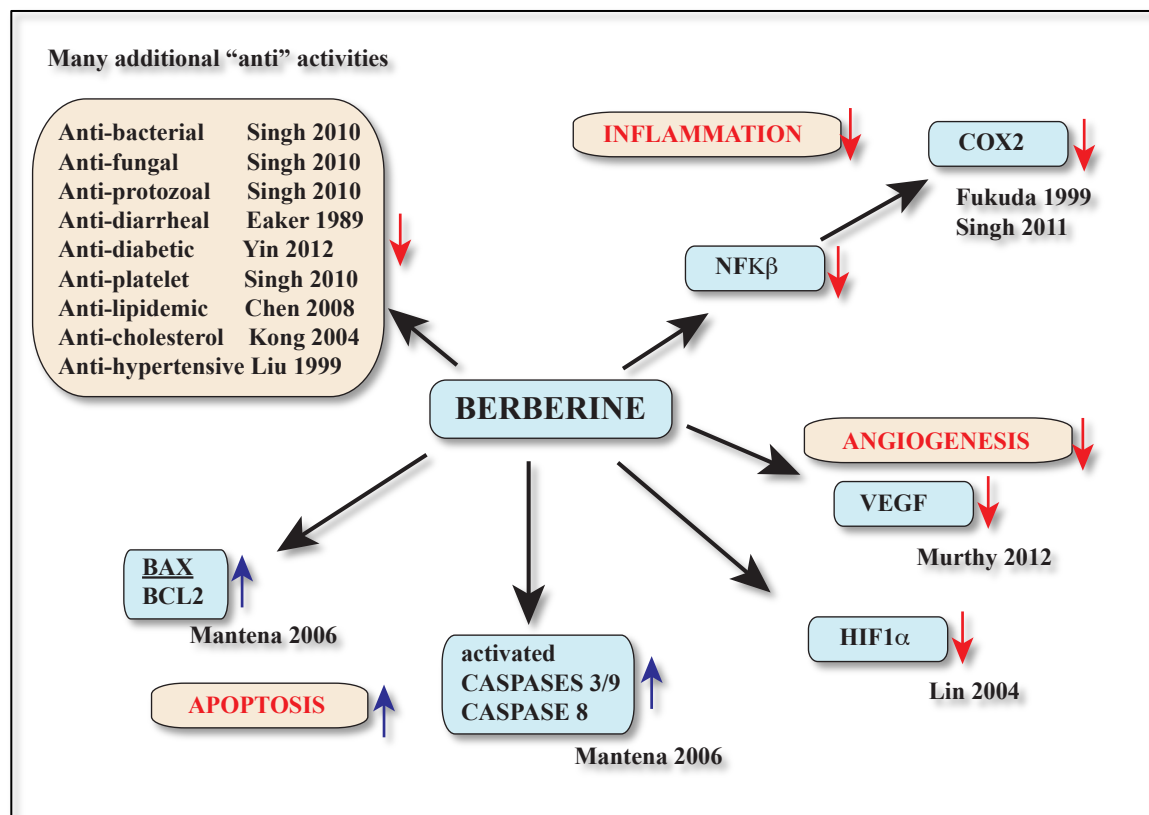 Many additional “anti” activities
Anti-bacterial Singh 2010
Anti-fungal Singh 2010
Anti-protozoal Singh 2010
Anti-diarrheal Eaker 1989
Anti-diabetic Yin 2012
Anti-platelet Singh 2010
Anti-lipidemic Chen 2008
Anti-cholesterol Kong 2004
Anti-hypertensive Liu 1999
INFLAMMATION
COX2
Fukuda 1999
Singh 2011
NFKβ
BERBERINE
ANGIOGENESIS
VEGF
Murthy 2012
HIF1α
Lin 2004
BAX
BCL2
Mantena 2006
APOPTOSIS
activated
CASPASES 3/9
CASPASE 8
Mantena 2006